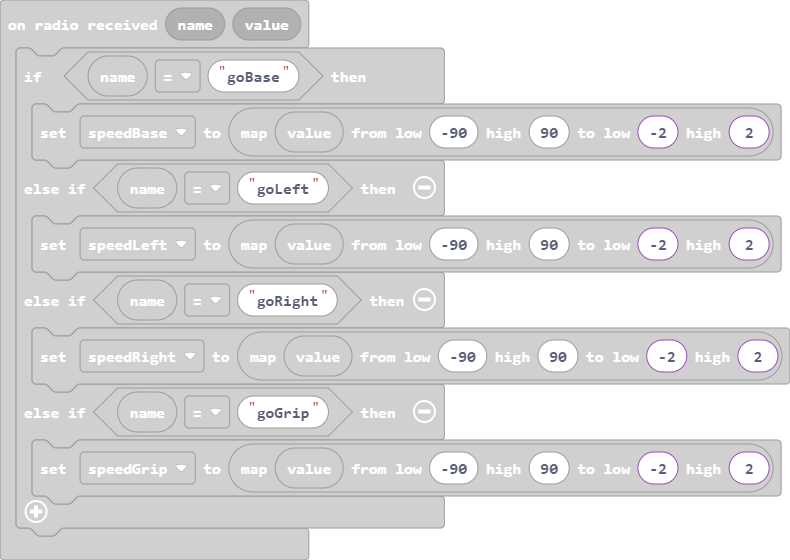 on radio received name value
if name = "goBase" then
set speedBase to map value from low -90 high 90 to low -2 high 2
else if name = "goLeft" then
set speedLeft to map value from low -90 high 90 to low -2 high 2
else if name = "goRight" then
set speedRight to map value from low -90 high 90 to low -2 high 2
else if name = "goGrip" then
set speedGrip to map value from low -90 high 90 to low -2 high 2